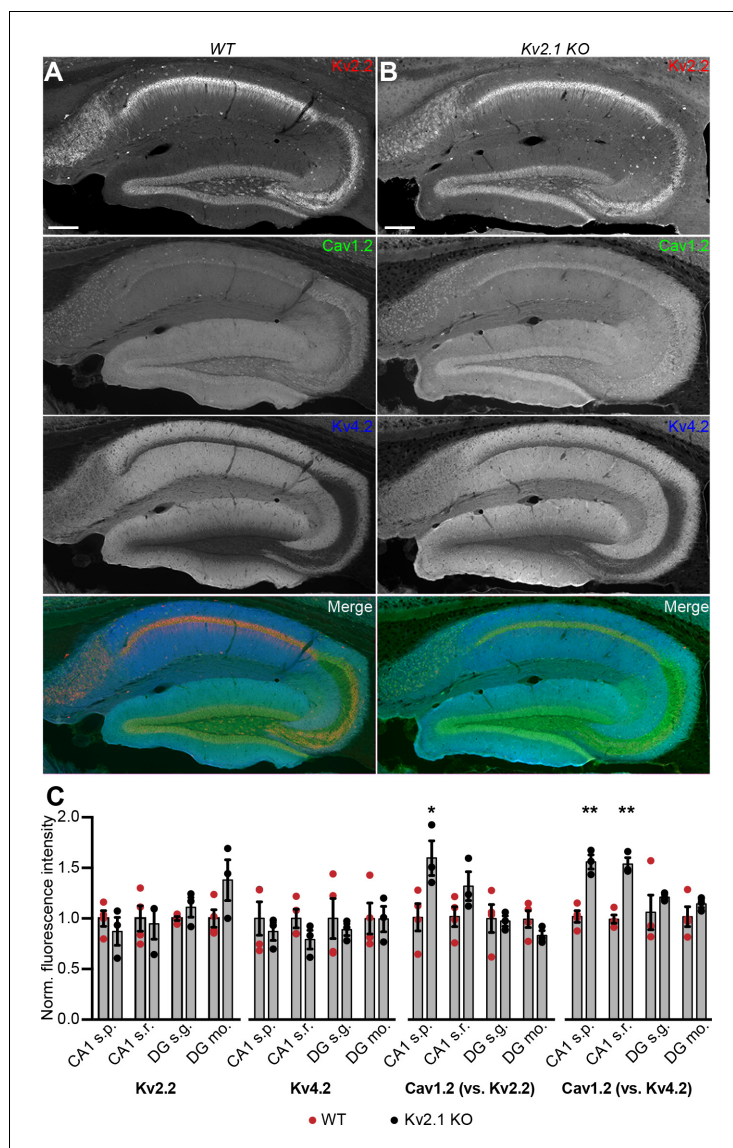 WT
Kv2.1 KO
A
Kv2.2
B
Kv2.2
Cav1.2
Cav1.2
Kv4.2
Kv4.2
Merge
Merge
C
Norm. fluorescence intensity
2.0
1.5
1.0
0.5
0.0
*
**
**
CA1 s.p.
CA1 s.r.
DG s.g.
DG mo.
CA1 s.p.
CA1 s.r.
DG s.g.
DG mo.
CA1 s.p.
CA1 s.r.
DG s.g.
DG mo.
CA1 s.p.
CA1 s.r.
DG s.g.
DG mo.
Kv2.2
Kv4.2
Cav1.2 (vs. Kv2.2)
Cav1.2 (vs. Kv4.2)
WT
Kv2.1 KO